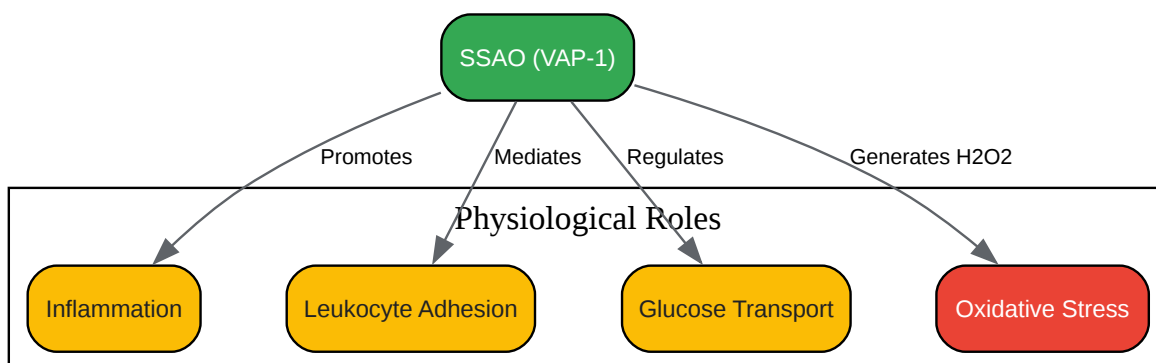 SSAO (VAP-1)
Promotes
Mediates
Regulates
Generates H2O2
Physiological Roles
Inflammation
Leukocyte Adhesion
Glucose Transport
Oxidative Stress